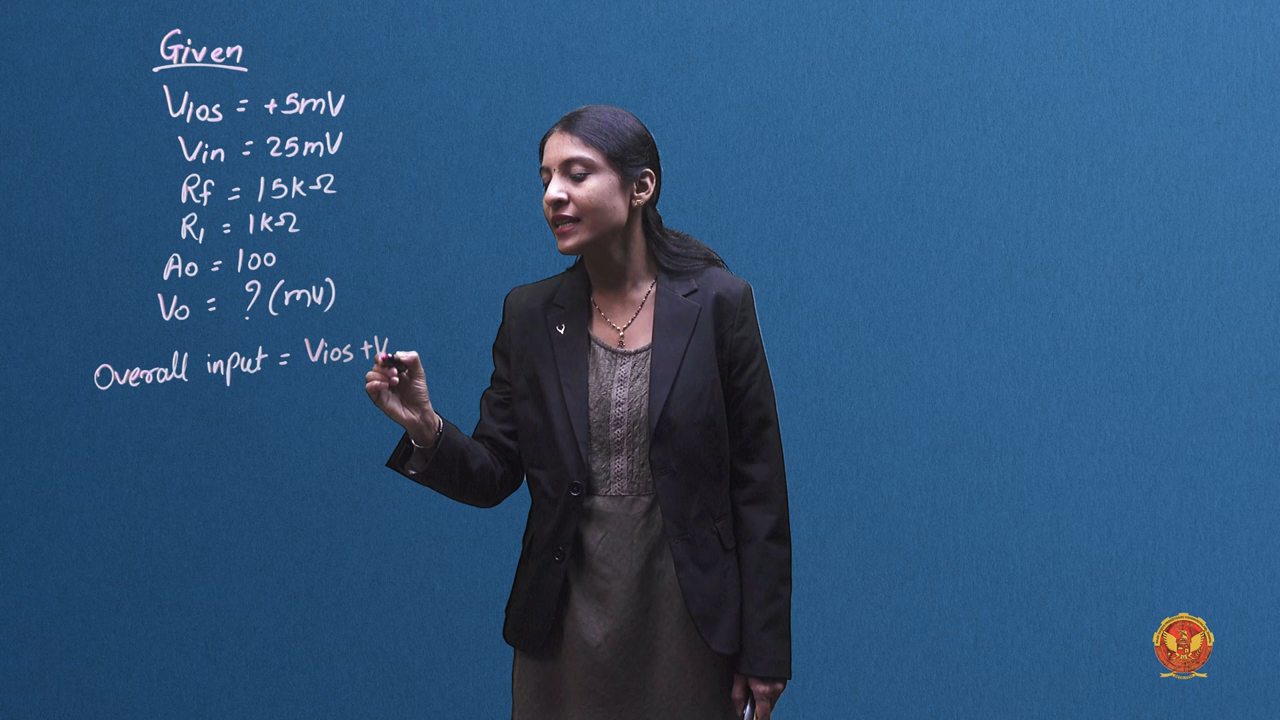 Given
Vios = +5mV
Vin = 25mV
Rf = 15kΩ
R1 = 1kΩ
Ao = 100
Vo = ? (mV)
Overall input = Vios + V